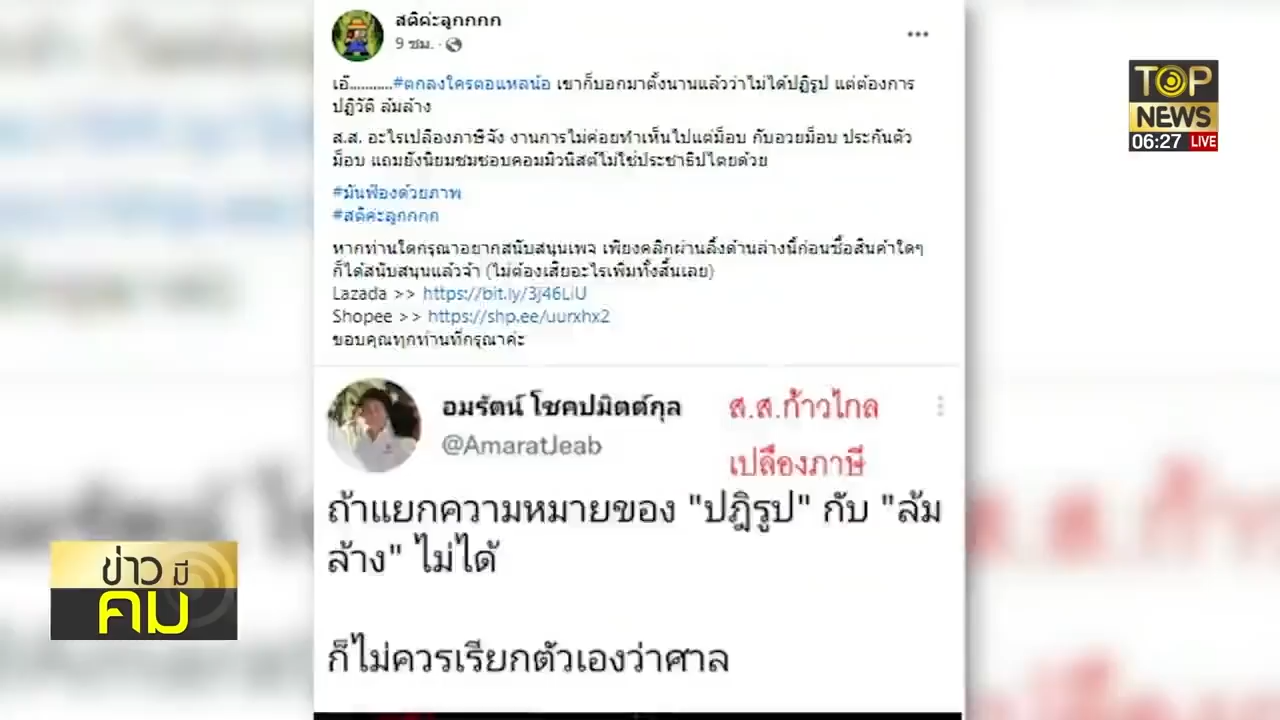 สติค่ะลูกกกก
9 ชม.
เอ๊...........#ตกลงใครตอแหลน้อ เขาก็บอกมาตั้งนานแล้วว่าไม่ได้ปฏิรูป แต่ต้องการ
ปฏิวัติ ล้มล้าง
ส.ส. อะไรเปลืองภาษีจัง งานการไม่ค่อยทำเห็นไปแต่ม็อบ กับอวยม็อบ ประกันตัว
ม็อบ แถมยังนิยมชมชอบคอมมิวนิสต์ไม่ใช่ประชาธิปไตยด้วย
#มันฟ้องด้วยภาพ
#สติค่ะลูกกกก
หากท่านใดกรุณาอยากสนับสนุนเพจ เพียงคลิกผ่านลิ้งด้านล่างนี้ก่อนซื้อสินค้าใดๆ
ก็ได้สนับสนุนแล้วจ้า (ไม่ต้องเสียอะไรเพิ่มทั้งสิ้นเลย)
Lazada >> https://bit.ly/3j46LiU
Shopee >> https://shp.ee/uurxhx2
ขอบคุณทุกท่านที่กรุณาค่ะ
อมรัตน์ โชคปมิตต์กุล
@AmaratJeab
ส.ส.ก้าวไกล
เปลืองภาษี
ถ้าแยกความหมายของ "ปฏิรูป" กับ "ล้ม
ล้าง" ไม่ได้
ก็ไม่ควรเรียกตัวเองว่าศาล
TOP
NEWS
06:27 LIVE
ข่าวมี
คม